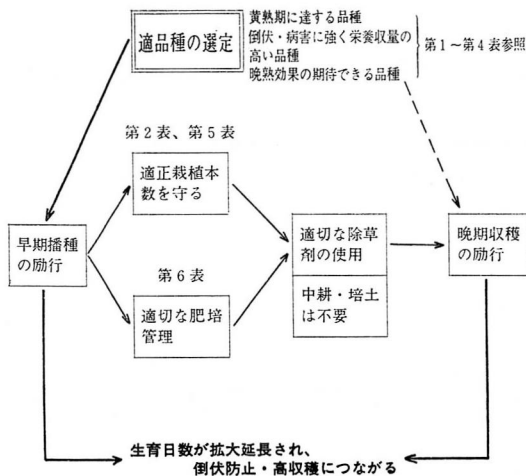 適品種の選定
黄熟期に達する品種
倒伏・病害に強く栄養収量の
高い品種
晩熟効果の期待できる品種
第1～第4表参照
第2表、第5表
適正栽植本
数を守る
早期播種
の励行
第6表
適切な肥培
管理
適切な除草
剤の使用
中耕・培土
は不要
晩期収穫
の励行
生育日数が拡大延長され、
倒伏防止・高収穫につながる